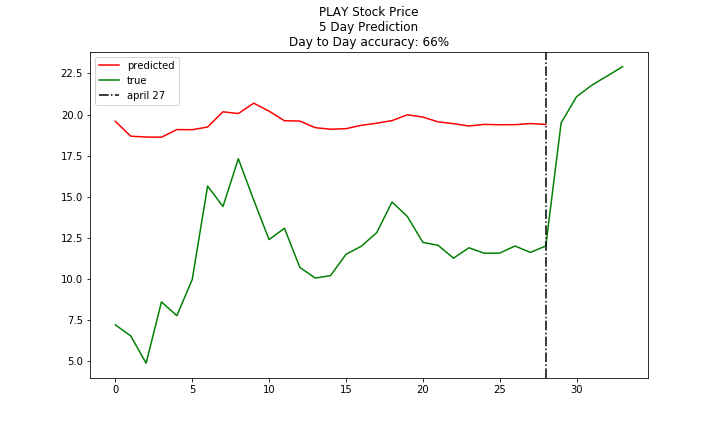 PLAY Stock Price
5 Day Prediction
Day to Day accuracy: 66%
predicted
true
april 27
22.5
20.0
17.5
15.0
12.5
10.0
7.5
5.0
0 5 10 15 20 25 30